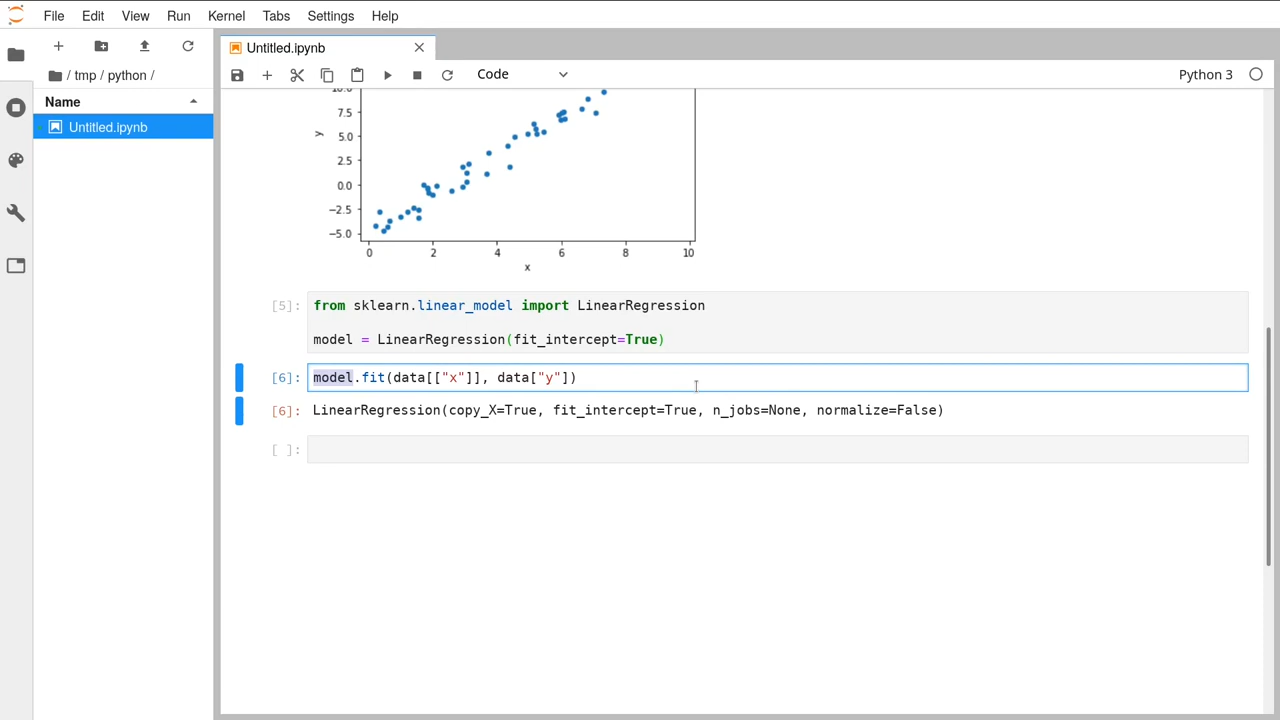 File Edit View Run Kernel Tabs Settings Help
Untitled.ipynb
Code
Python 3
/ tmp / python /
Name
Untitled.ipynb
10.0
7.5
5.0
2.5
0.0
−2.5
−5.0
y
0 2 4 6 8 10
x
[5]: from sklearn.linear_model import LinearRegression
model = LinearRegression(fit_intercept=True)
[6]: model.fit(data[["x"]], data["y"])
[6]: LinearRegression(copy_X=True, fit_intercept=True, n_jobs=None, normalize=False)
[ ]: